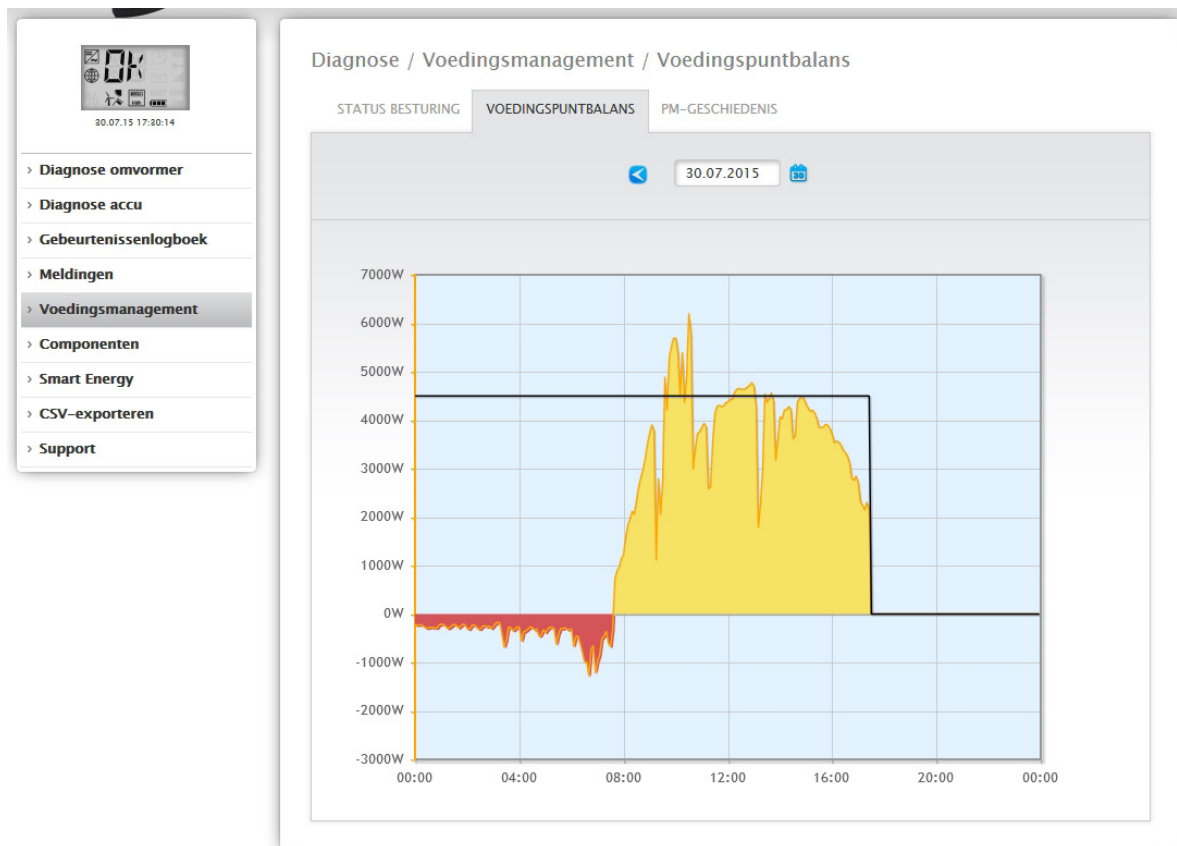 OK
30.07.15 17:30:14
Diagnose omvormer
Diagnose accu
Gebeurtenissenlogboek
Meldingen
Voedingsmanagement
Componenten
Smart Energy
CSV-exporteren
Support
Diagnose / Voedingsmanagement / Voedingspuntbalans
STATUS BESTURING VOEDINGSPUNTBALANS PM-GESCHIEDENIS
30.07.2015 30
7000W
6000W
5000W
4000W
3000W
2000W
1000W
0W
-1000W
-2000W
-3000W
00:00 04:00 08:00 12:00 16:00 20:00 00:00